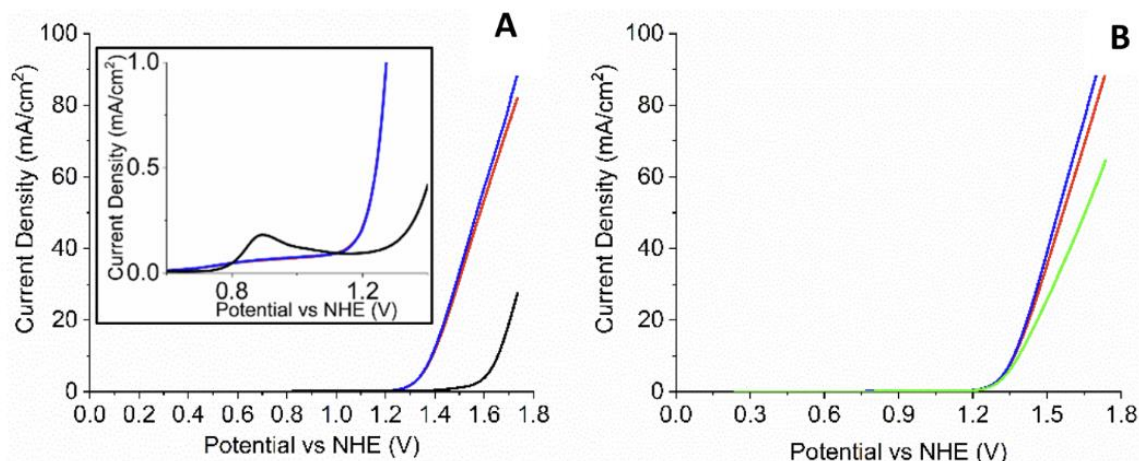 A
100
80
60
40
20
0
Current Density (mA/cm²)
1.0
0.5
0.0
Current Density (mA/cm²)
0.8
1.2
Potential vs NHE (V)
0.0 0.2 0.4 0.6 0.8 1.0 1.2 1.4 1.6 1.8
Potential vs NHE (V)
B
100
80
60
40
20
0
Current Density (mA/cm²)
0.0 0.3 0.6 0.9 1.2 1.5 1.8
Potential vs NHE (V)